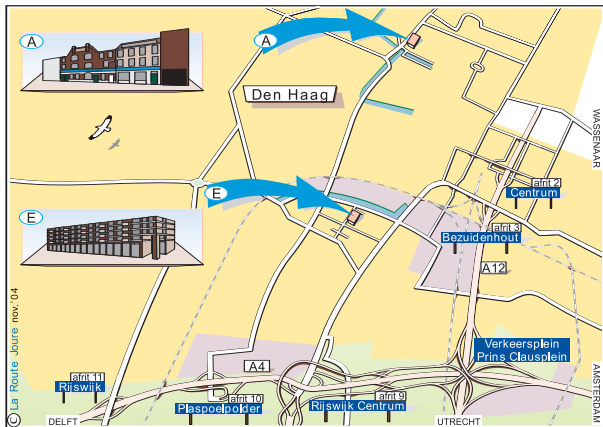 A
A
Den Haag
WASSENAAR
afrit 2
Centrum
E
E
afrit 3
Bezuidenhout
A12
© La Route Joure nov.'04
Verkeersplein
Prins Clausplein
A4
afrit 11
Rijswijk
afrit 10
Plaspoelpolder
afrit 9
Rijswijk Centrum
AMSTERDAM
DELFT
UTRECHT